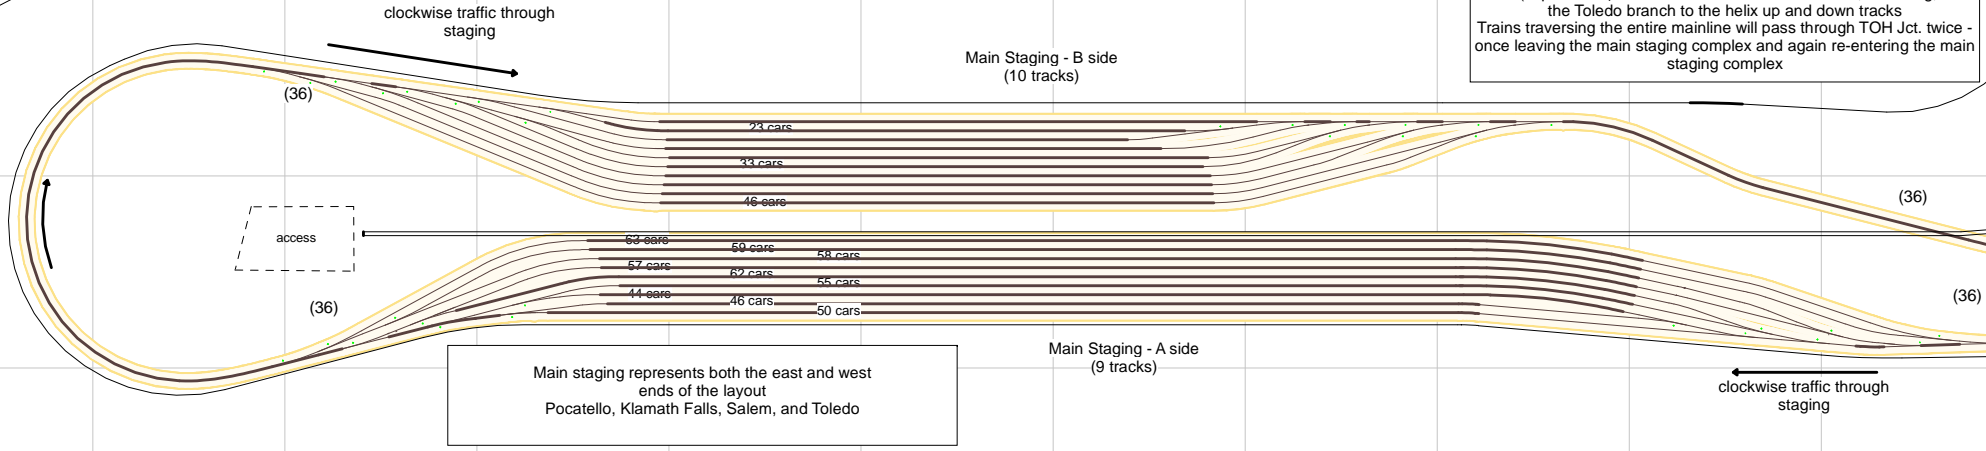 clockwise traffic through
staging
Main Staging - B side
(10 tracks)
the Toledo branch to the helix up and down tracks
Trains traversing the entire mainline will pass through TOH Jct. twice -
once leaving the main staging complex and again re-entering the main
staging complex
(36)
23 cars
33 cars
46 cars
(36)
access
63 cars
59 cars
58 cars
57 cars
62 cars
55 cars
44 cars
46 cars
50 cars
(36)
(36)
Main Staging - A side
(9 tracks)
Main staging represents both the east and west
ends of the layout
Pocatello, Klamath Falls, Salem, and Toledo
clockwise traffic through
staging